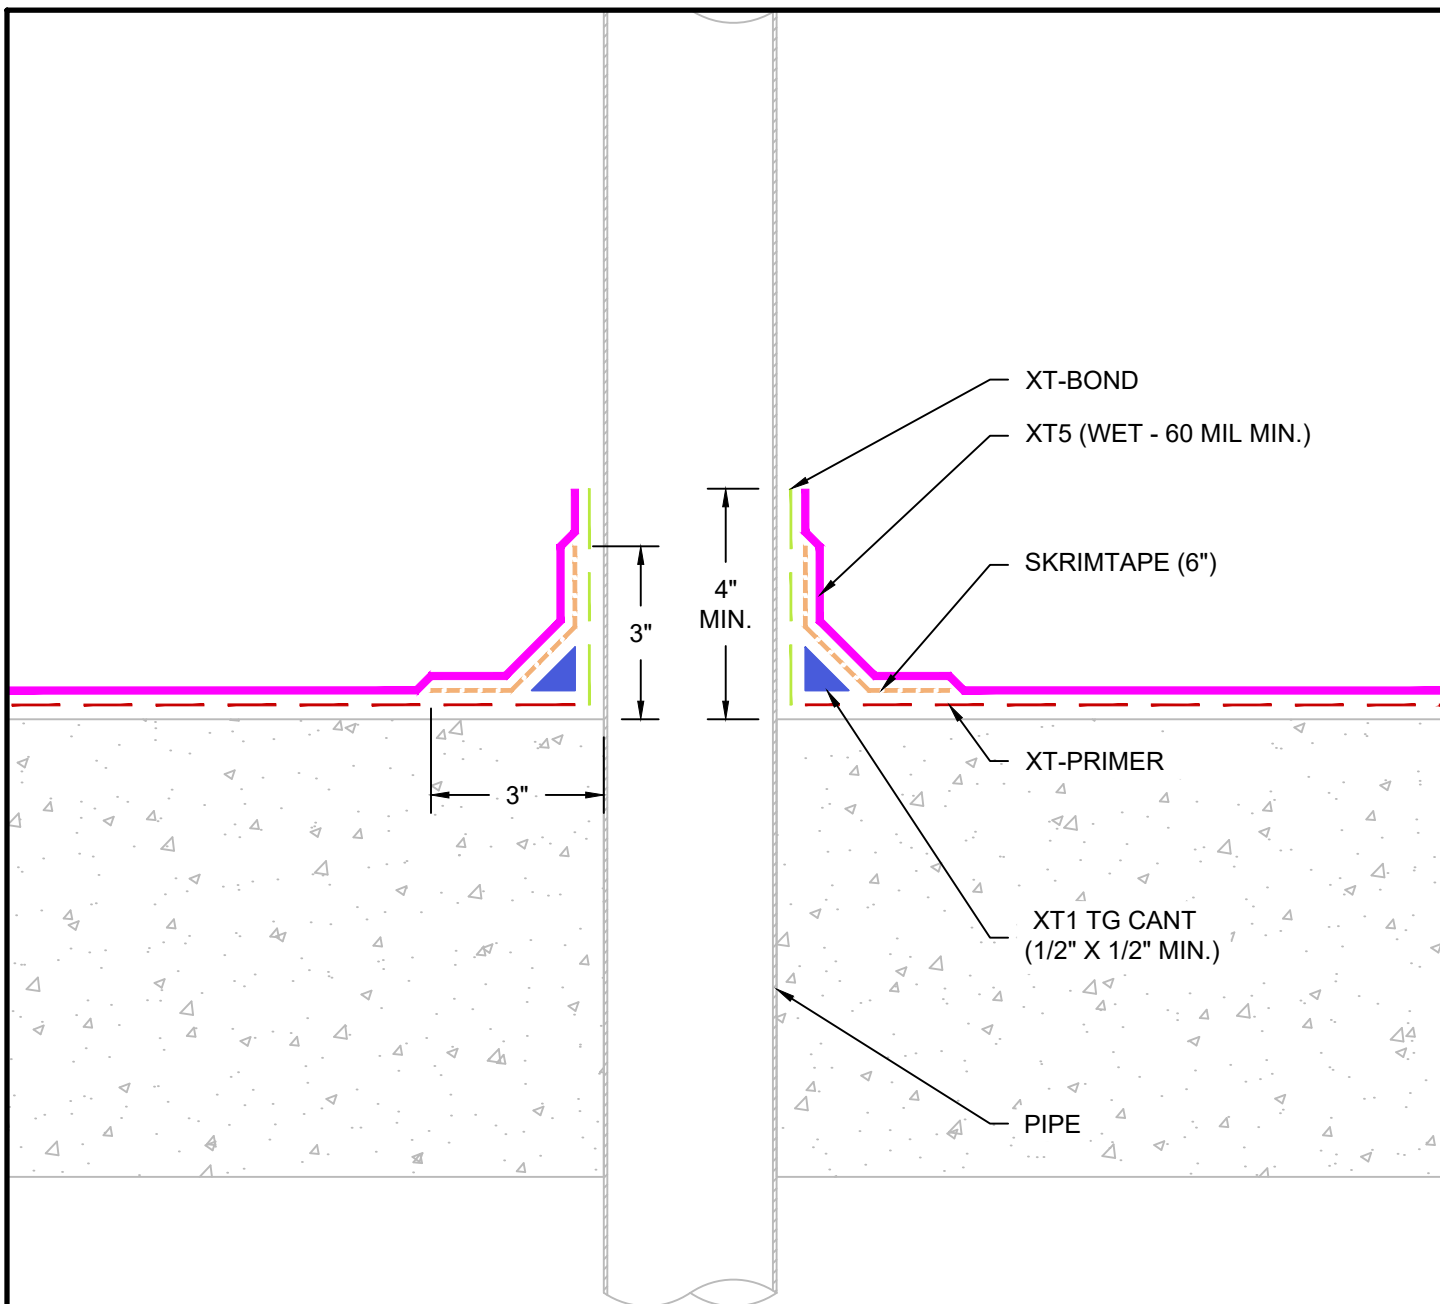 XT-BOND
XT5 (WET - 60 MIL MIN.)
SKRIMTAPE (6")
4"
MIN.
3"
XT-PRIMER
3"
XT1 TG CANT
(1/2" X 1/2" MIN.)
PIPE